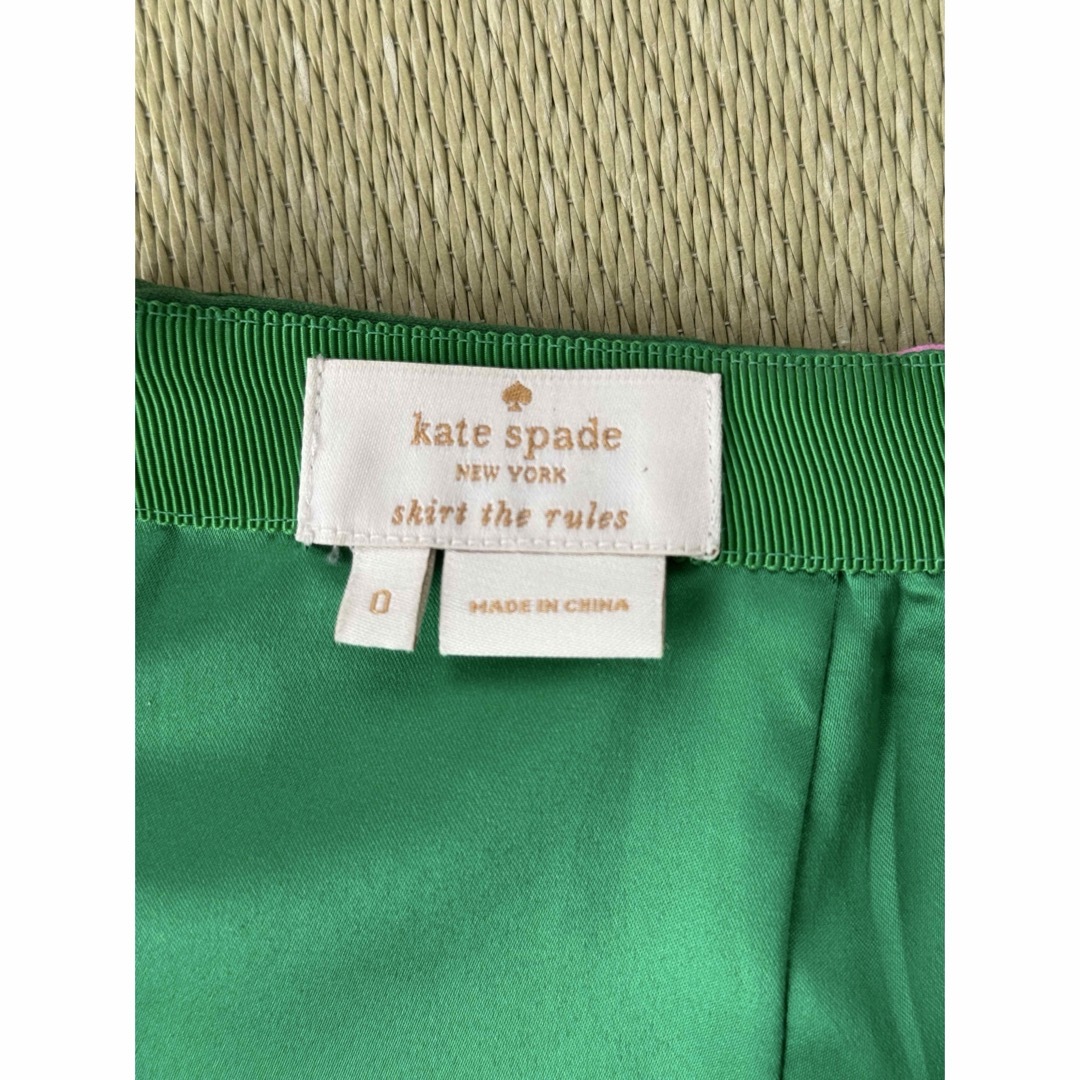 kate spade
NEW YORK
skirt the rules
0
MADE IN CHINA